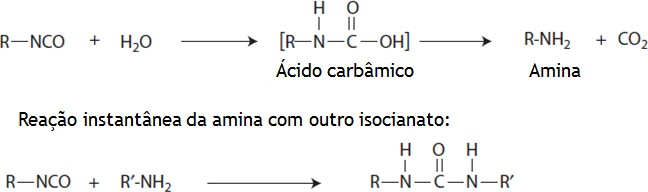 H O
R—NCO + H₂O [R—N—C—OH] R-NH₂ + CO₂
Ácido carbâmico Amina
Reação instantânea da amina com outro isocianato:
H O H
R—NCO + R′-NH₂ R—N—C—N—R′